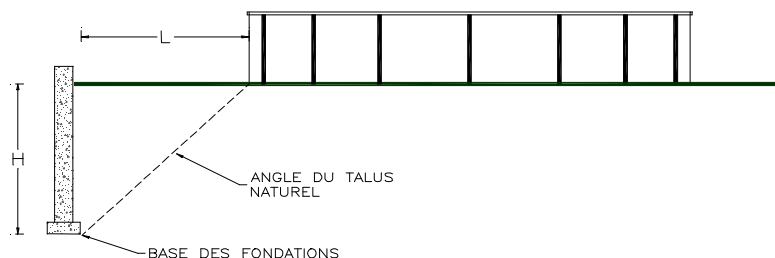 L
H
ANGLE DU TALUS
NATUREL
BASE DES FONDATIONS